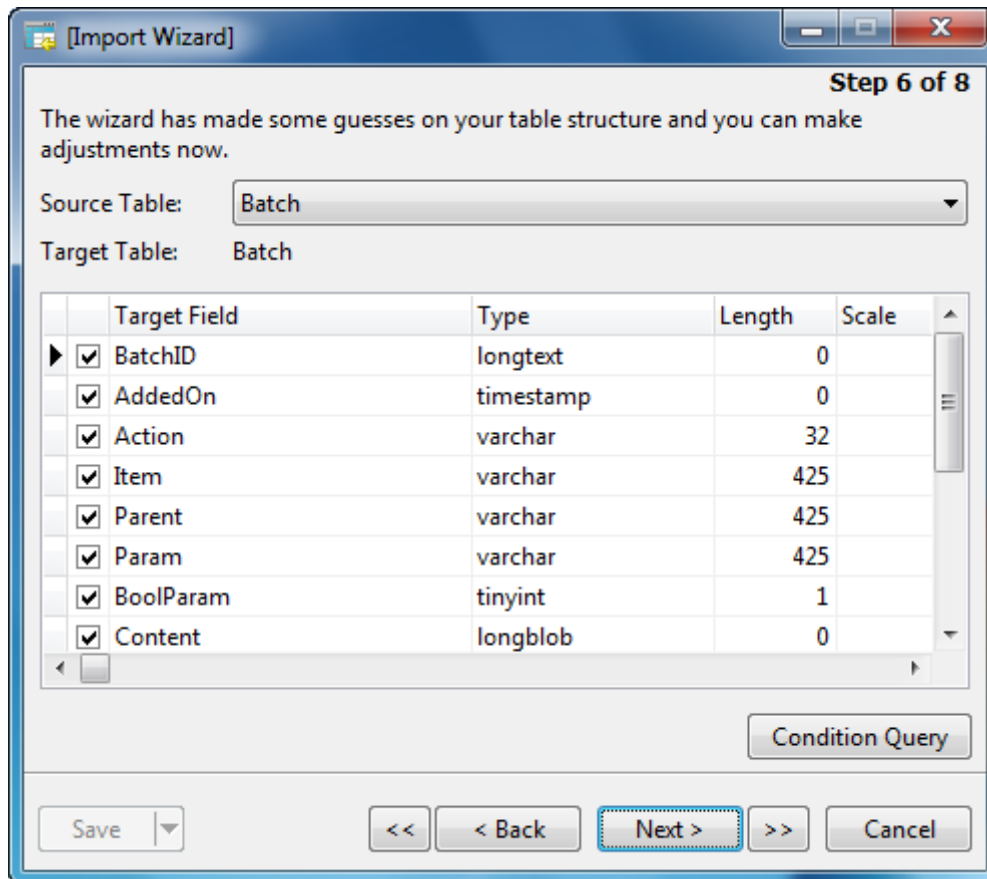 [Import Wizard]
Step 6 of 8
The wizard has made some guesses on your table structure and you can make
adjustments now.
Source Table: Batch
Target Table: Batch
Target Field Type Length Scale
BatchID longtext 0
AddedOn timestamp 0
Action varchar 32
Item varchar 425
Parent varchar 425
Param varchar 425
BoolParam tinyint 1
Content longblob 0
Condition Query
Save << < Back Next > >> Cancel